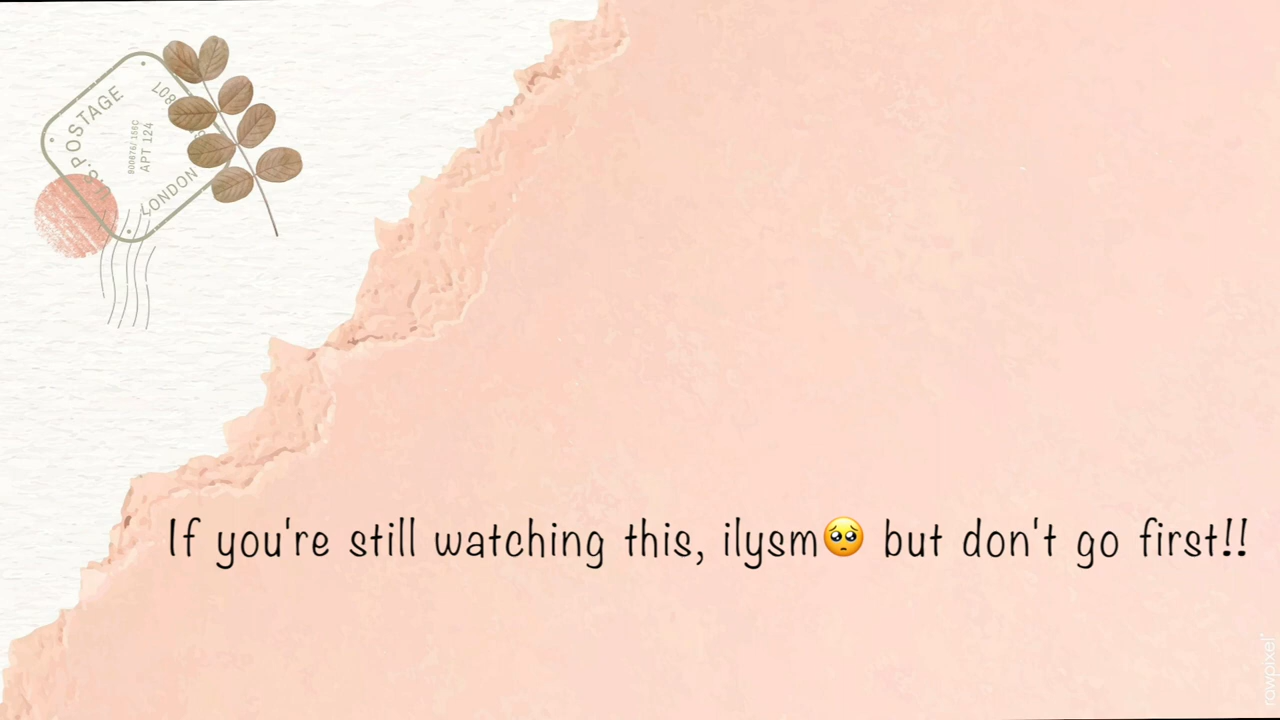 POSTAGE
APT 124
LONDON
If you're still watching this, ilysm🥺 but don't go first!!
rawpixel